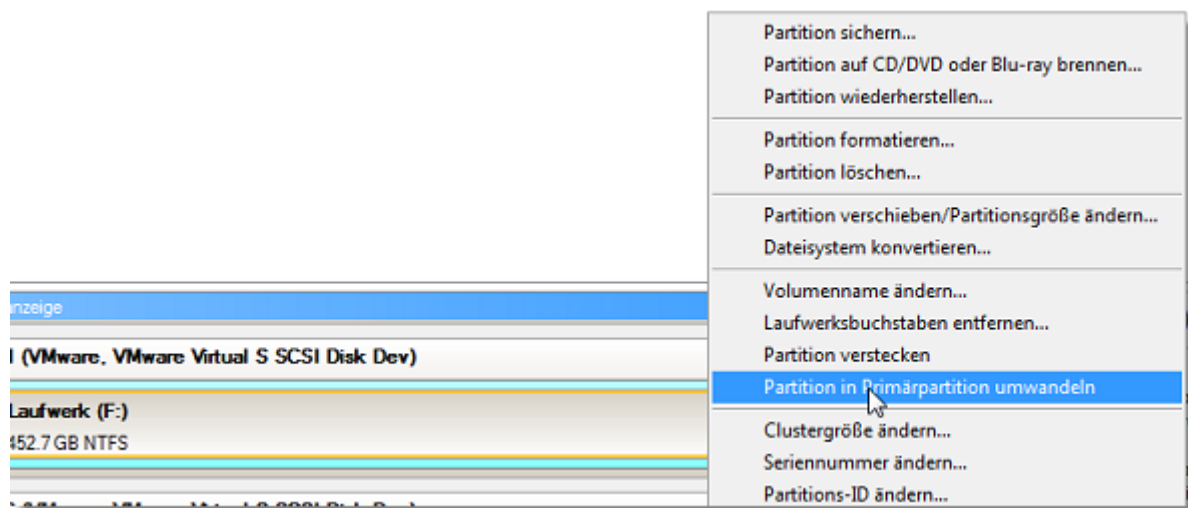 Partition sichern...
Partition auf CD/DVD oder Blu-ray brennen...
Partition wiederherstellen...
Partition formatieren...
Partition löschen...
Partition verschieben/Partitionsgröße ändern...
Dateisystem konvertieren...
Volumenname ändern...
Laufwerksbuchstaben entfernen...
Partition verstecken
Partition in Primärpartition umwandeln
Clustergröße ändern...
Seriennummer ändern...
Partitions-ID ändern...
nzeige
(VMware, VMware Virtual S SCSI Disk Dev)
Laufwerk (F:)
452.7 GB NTFS